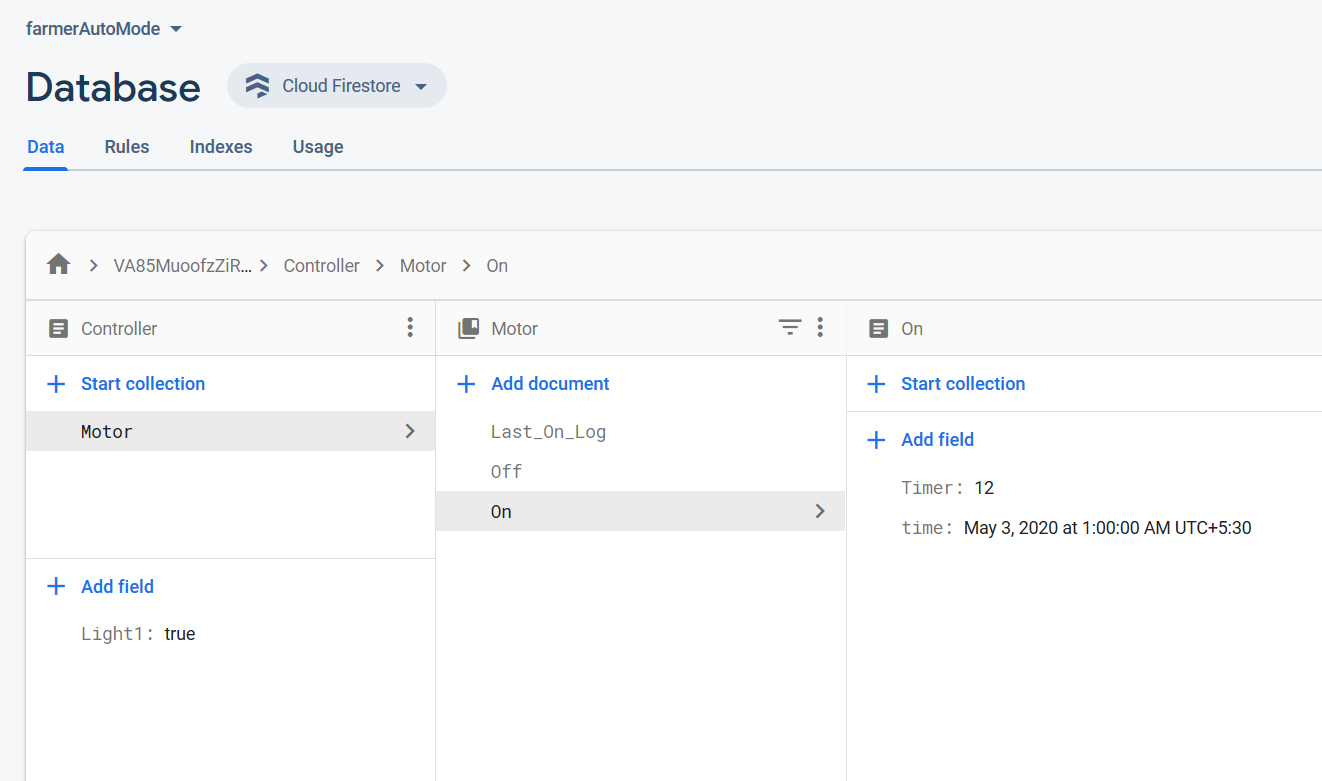 farmerAutoMode
Database
Cloud Firestore
Data Rules Indexes Usage
VA85MuoofzZiR... Controller Motor On
Controller
Start collection
Motor
Add field
Light1: true
Motor
Add document
Last_On_Log
Off
On
On
Start collection
Add field
Timer: 12
time: May 3, 2020 at 1:00:00 AM UTC+5:30